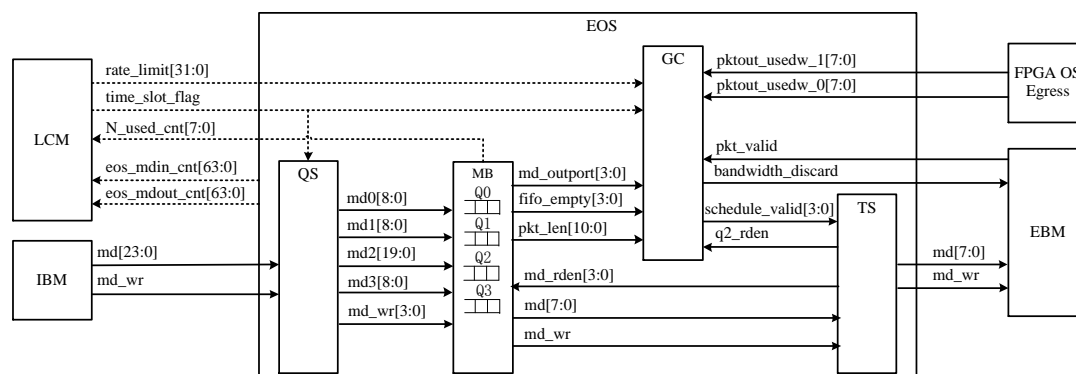 EOS
GC
rate_limit[31:0]
time_slot_flag
N_used_cnt[7:0]
LCM
eos_mdin_cnt[63:0]
eos_mdout_cnt[63:0]
IBM
md[23:0]
md_wr
QS
md0[8:0]
md1[8:0]
md2[19:0]
md3[8:0]
md_wr[3:0]
MB
Q0
Q1
Q2
Q3
md_outport[3:0]
fifo_empty[3:0]
pkt_len[10:0]
md_rden[3:0]
md[7:0]
md_wr
pktout_usedw_1[7:0]
pktout_usedw_0[7:0]
FPGA OS
Egress
pkt_valid
bandwidth_discard
schedule_valid[3:0]
q2_rden
TS
md[7:0]
md_wr
EBM